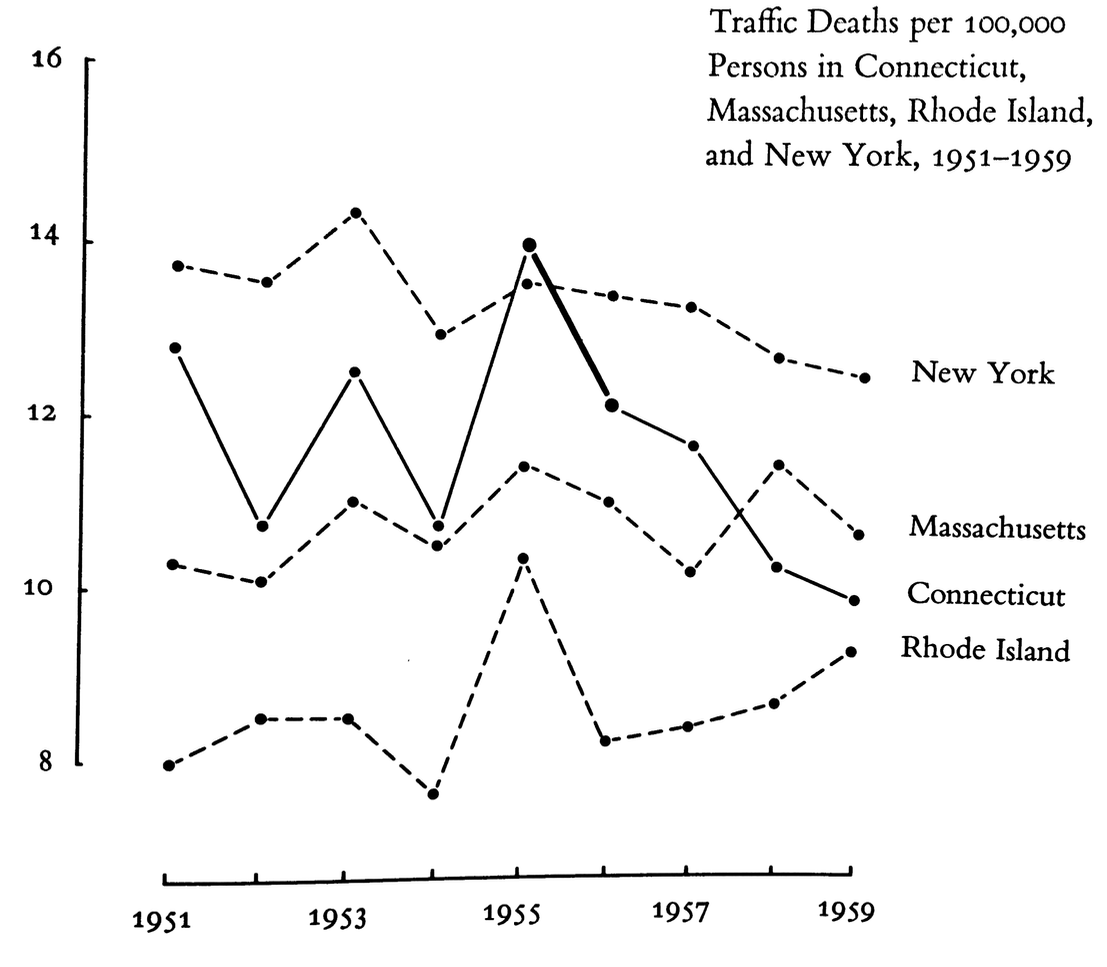 Traffic Deaths per 100,000
Persons in Connecticut,
Massachusetts, Rhode Island,
and New York, 1951–1959
16
14
12
10
8
New York
Massachusetts
Connecticut
Rhode Island
1951 1953 1955 1957 1959